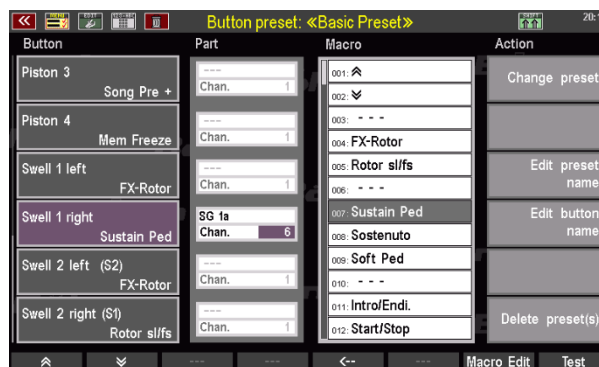 Button preset: «Basic Preset»
20:1
Button
Part
Macro
Action
Piston 3
Song Pre +
---
Chan. 1
Piston 4
Mem Freeze
---
Chan. 1
Swell 1 left
FX-Rotor
---
Chan. 1
Swell 1 right
Sustain Ped
SG 1a
Chan. 6
Swell 2 left (S2)
FX-Rotor
---
Chan. 1
Swell 2 right (S1)
Rotor sl/fs
---
Chan. 1
001:
002:
003: - - -
004: FX-Rotor
005: Rotor sl/fs
006: - - -
007: Sustain Ped
008: Sostenuto
009: Soft Ped
010: - - -
011: Intro/Endi.
012: Start/Stop
Change preset
Edit preset
name
Edit button
name
Delete preset(s)
--- --- <-- --- Macro Edit Test